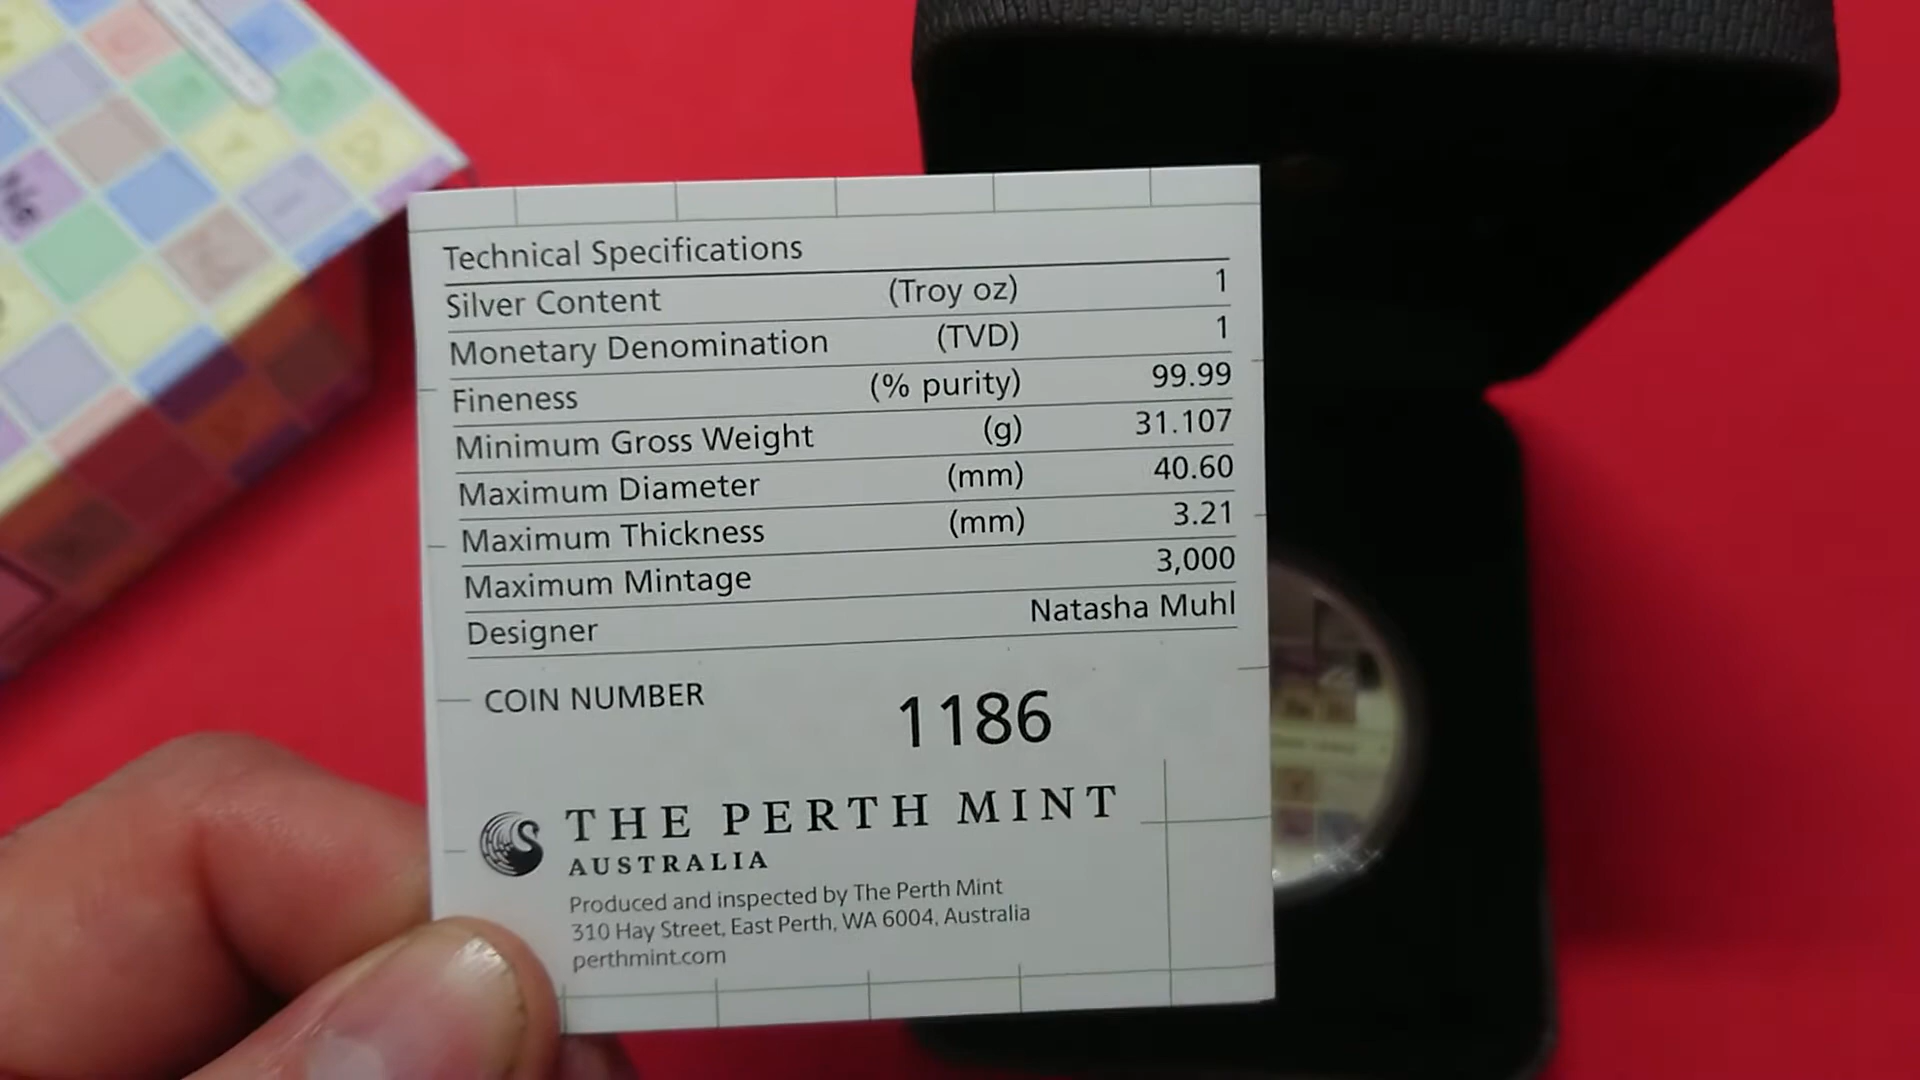 Technical Specifications
Silver Content (Troy oz) 1
Monetary Denomination (TVD) 1
Fineness (% purity) 99.99
Minimum Gross Weight (g) 31.107
Maximum Diameter (mm) 40.60
Maximum Thickness (mm) 3.21
Maximum Mintage 3,000
Designer Natasha Muhl
COIN NUMBER 1186
THE PERTH MINT
AUSTRALIA
Produced and inspected by The Perth Mint
310 Hay Street, East Perth, WA 6004, Australia
perthmint.com